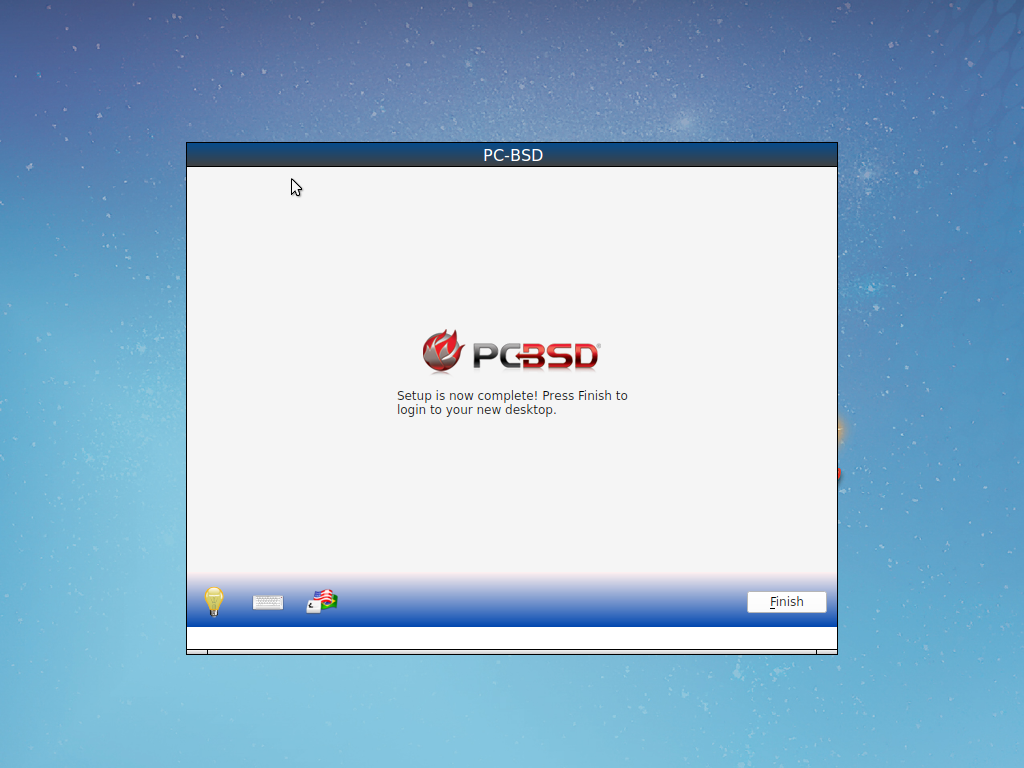 PC-BSD
PCBSD®
Setup is now complete! Press Finish to
login to your new desktop.
Finish